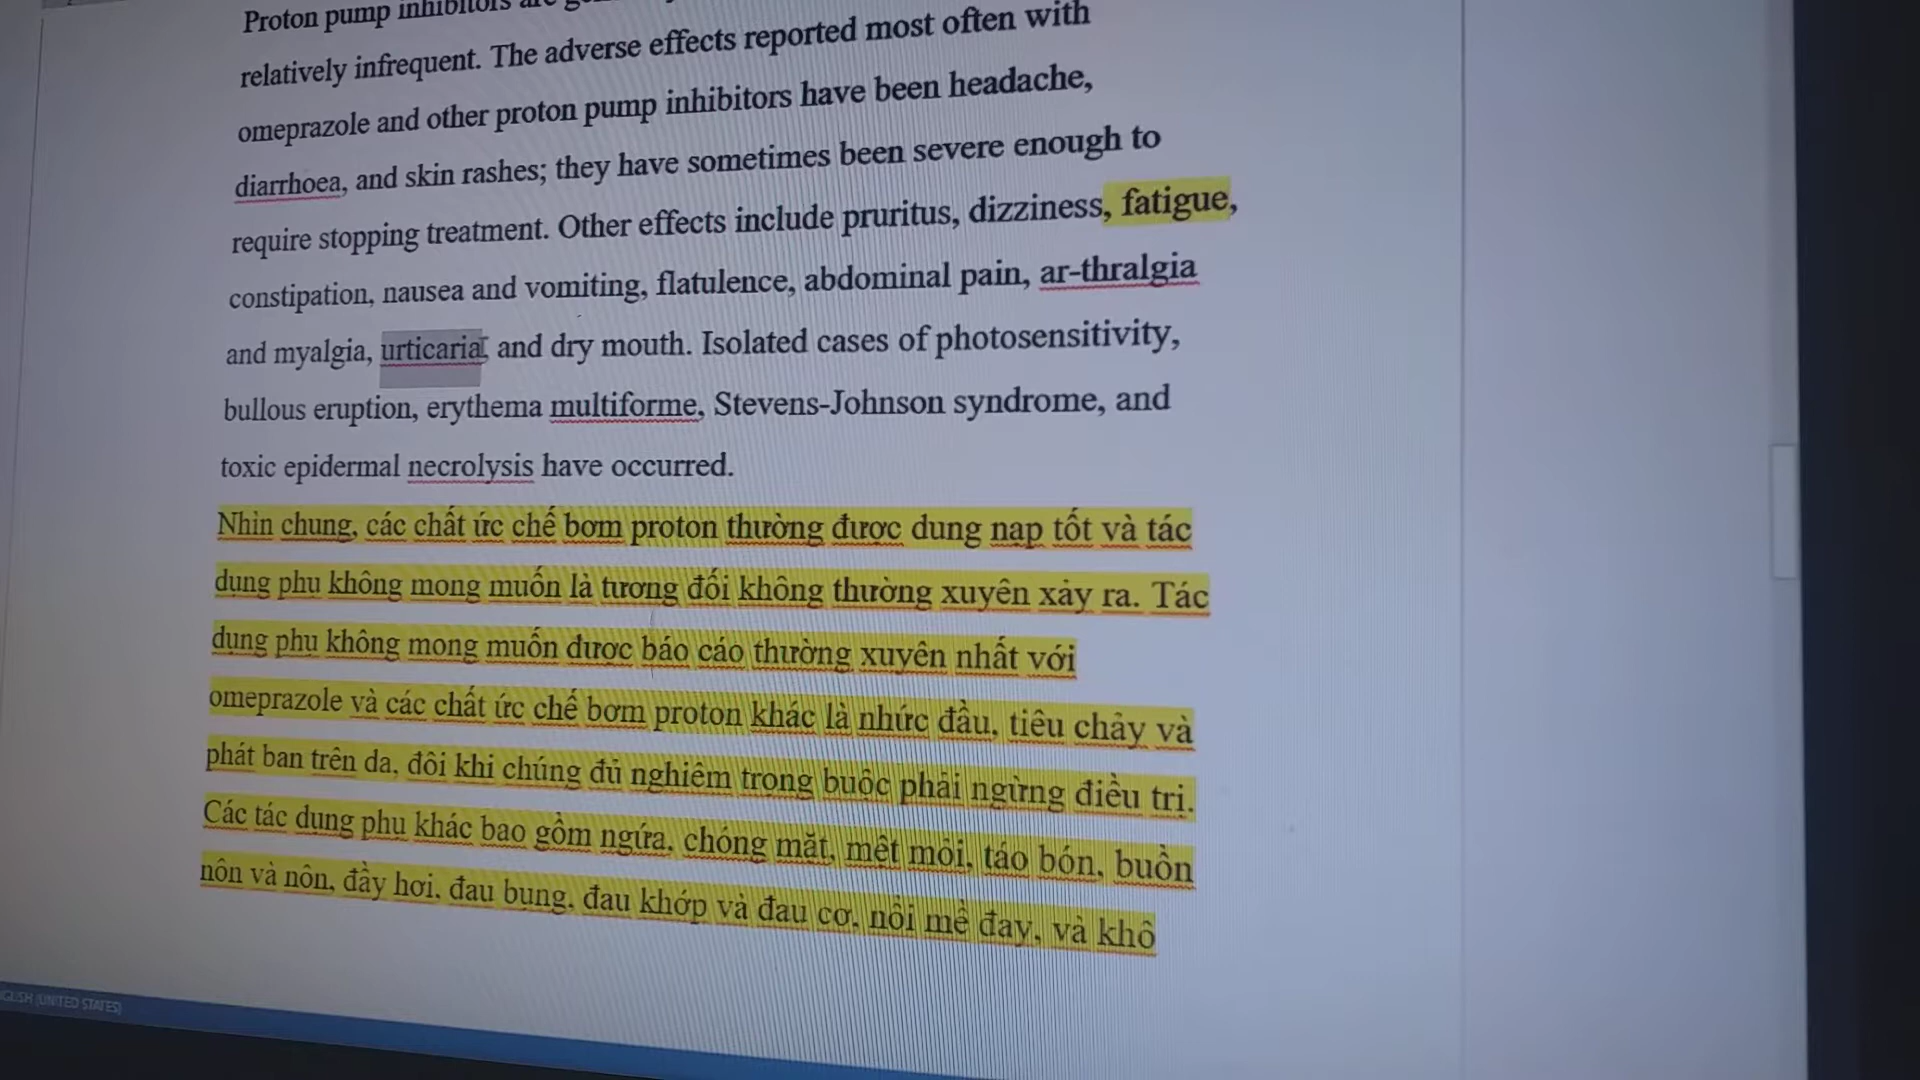 Proton pump inhibitors are
relatively infrequent. The adverse effects reported most often with
omeprazole and other proton pump inhibitors have been headache,
diarrhoea, and skin rashes; they have sometimes been severe enough to
require stopping treatment. Other effects include pruritus, dizziness, fatigue,
constipation, nausea and vomiting, flatulence, abdominal pain, ar-thralgia
and myalgia, urticaria, and dry mouth. Isolated cases of photosensitivity,
bullous eruption, erythema multiforme, Stevens-Johnson syndrome, and
toxic epidermal necrolysis have occurred.
Nhìn chung, các chất ức chế bơm proton thường được dung nạp tốt và tác
dụng phụ không mong muốn là tương đối không thường xuyên xảy ra. Tác
dụng phụ không mong muốn được báo cáo thường xuyên nhất với
omeprazole và các chất ức chế bơm proton khác là nhức đầu, tiêu chảy và
phát ban trên da, đôi khi chúng đủ nghiêm trọng buộc phải ngừng điều trị.
Các tác dụng phụ khác bao gồm ngứa, chóng mặt, mệt mỏi, táo bón, buồn
nôn và nôn, đầy hơi, đau bụng, đau khớp và đau cơ, nổi mề đay, và khô
(UNITED STATES)